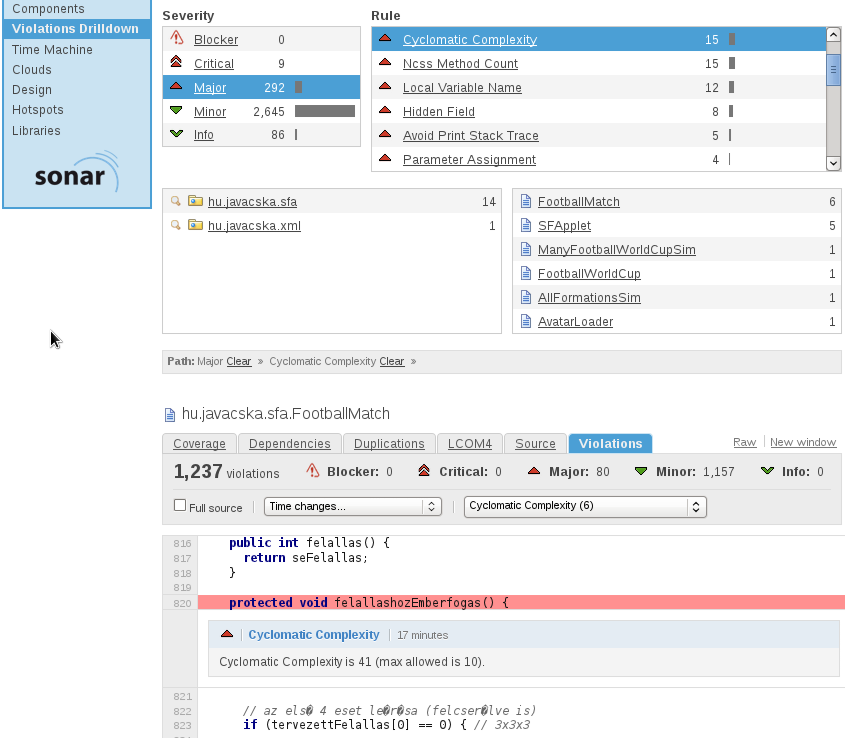 Components
Violations Drilldown
Time Machine
Clouds
Design
Hotspots
Libraries
sonar
Severity
Blocker 0
Critical 9
Major 292
Minor 2,645
Info 86
Rule
Cyclomatic Complexity 15
Ncss Method Count 15
Local Variable Name 12
Hidden Field 8
Avoid Print Stack Trace 5
Parameter Assignment 4
hu.javacska.sfa 14
hu.javacska.xml 1
FootballMatch 6
SFApplet 5
ManyFootballWorldCupSim 1
FootballWorldCup 1
AllFormationsSim 1
AvatarLoader 1
Path: Major Clear » Cyclomatic Complexity Clear »
hu.javacska.sfa.FootballMatch
Coverage Dependencies Duplications LCOM4 Source Violations Raw New window
1,237 violations Blocker: 0 Critical: 0 Major: 80 Minor: 1,157 Info: 0
Full source Time changes... Cyclomatic Complexity (6)
816 public int felallas() {
817 return seFelallas;
818 }
819
820 protected void felallashozEmberfogas() {
Cyclomatic Complexity 17 minutes
Cyclomatic Complexity is 41 (max allowed is 10).
821
822 // az els� 4 eset le�r�sa (felcser�lve is)
823 if (tervezettFelallas[0] == 0) { // 3x3x3